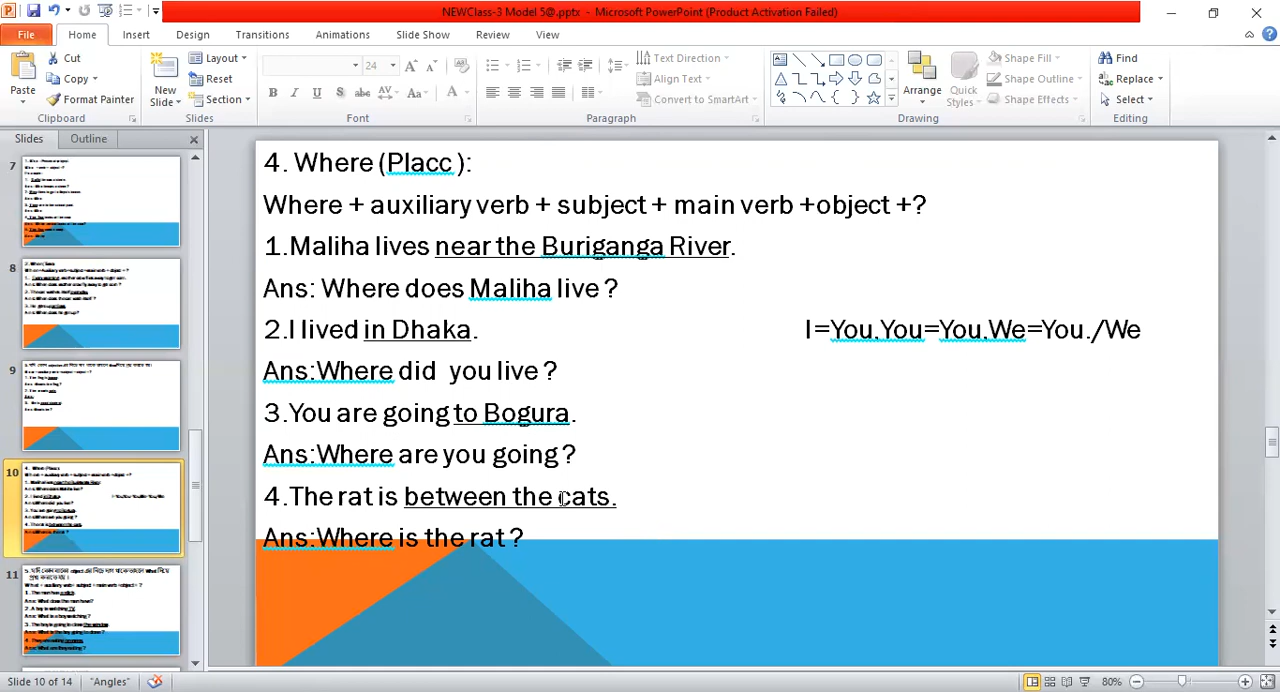 NEWClass-3 Model 5@.pptx - Microsoft PowerPoint (Product Activation Failed)
File Home Insert Design Transitions Animations Slide Show Review View
Paste
Cut
Copy
Format Painter
Clipboard
New Slide
Layout
Reset
Section
Slides
24
Font
Text Direction
Align Text
Convert to SmartArt
Paragraph
Arrange
Quick Styles
Shape Fill
Shape Outline
Shape Effects
Drawing
Find
Replace
Select
Editing
Slides Outline
7
8
9
10
11
4. Where (Placc ):
Where + auxiliary verb + subject + main verb +object +?
1.Maliha lives near the Buriganga River.
Ans: Where does Maliha live ?
2.I lived in Dhaka. I=You,You=You,We=You./We
Ans:Where did you live ?
3.You are going to Bogura.
Ans:Where are you going ?
4.The rat is between the cats.
Ans:Where is the rat ?
Slide 10 of 14 "Angles" 80%